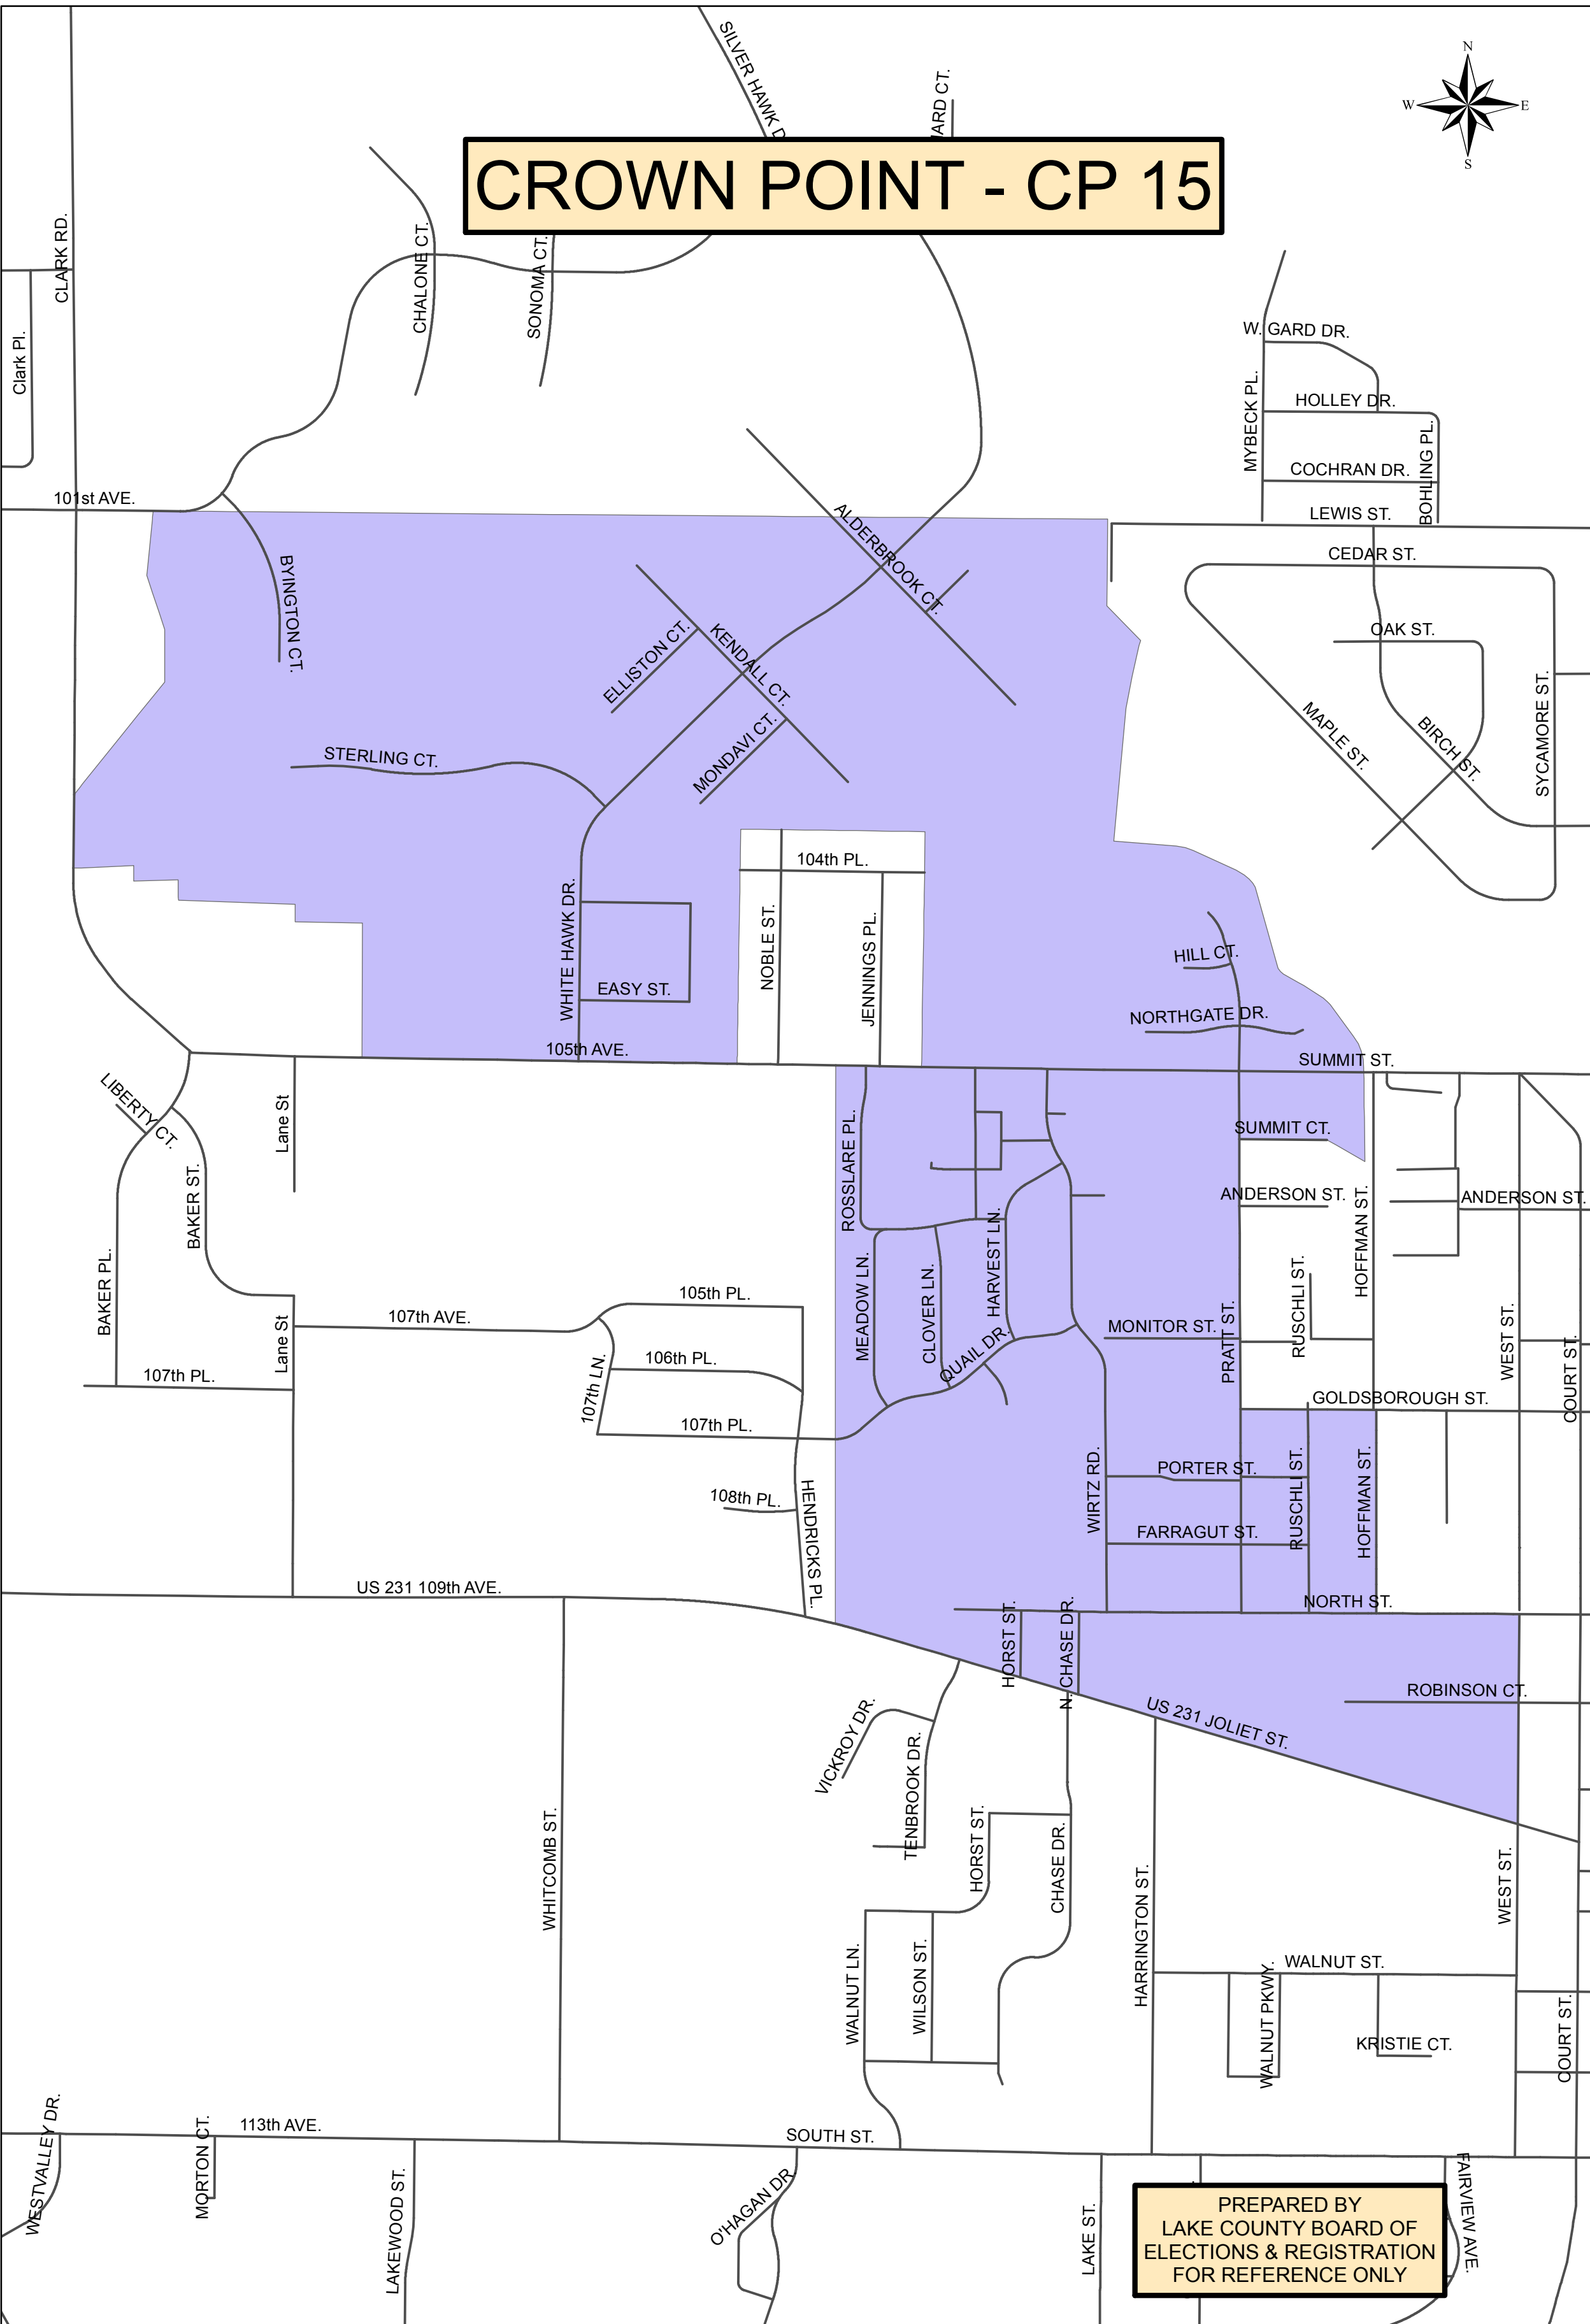 SILVER HAWK D
N
W
E
S
CROWN POINT - CP 15
CLARK RD.
CHALONE CT.
SONOMA CT.
Clark Pl.
W. GARD DR.
MYBECK PL.
HOLLEY DR.
BOHLING PL.
COCHRAN DR.
101st AVE.
LEWIS ST.
ALDERBROOK CT.
CEDAR ST.
BYINGTON CT.
OAK ST.
ELLISTON CT.
KENDALL CT.
SYCAMORE ST.
MAPLE ST.
BIRCH ST.
STERLING CT.
MONDAVI CT.
104th PL.
WHITE HAWK DR.
NOBLE ST.
JENNINGS PL.
HILL CT.
EASY ST.
NORTHGATE DR.
105th AVE.
SUMMIT ST.
LIBERTY CT.
Lane St
ROSSLARE PL.
SUMMIT CT.
BAKER ST.
ANDERSON ST.
ANDERSON ST.
HOFFMAN ST.
BAKER PL.
MEADOW LN.
CLOVER LN.
HARVEST LN.
RUSCHLI ST.
105th PL.
107th AVE.
Lane St
MONITOR ST.
PRATT ST.
WEST ST.
COURT ST.
106th PL.
QUAIL DR.
107th PL.
107th LN.
GOLDSBOROUGH ST.
107th PL.
WIRTZ RD.
PORTER ST.
RUSCHLI ST.
HOFFMAN ST.
108th PL.
HENDRICKS PL.
FARRAGUT ST.
US 231 109th AVE.
NORTH ST.
HORST ST.
N. CHASE DR.
ROBINSON CT.
US 231 JOLIET ST.
VICKROY DR.
TENBROOK DR.
WHITCOMB ST.
HORST ST.
CHASE DR.
HARRINGTON ST.
WEST ST.
WALNUT LN.
WILSON ST.
WALNUT ST.
WALNUT PKWY.
KRISTIE CT.
COURT ST.
WESTVALLEY DR.
MORTON CT.
113th AVE.
SOUTH ST.
LAKEWOOD ST.
O'HAGAN DR.
LAKE ST.
FAIRVIEW AVE.
PREPARED BY
LAKE COUNTY BOARD OF
ELECTIONS & REGISTRATION
FOR REFERENCE ONLY